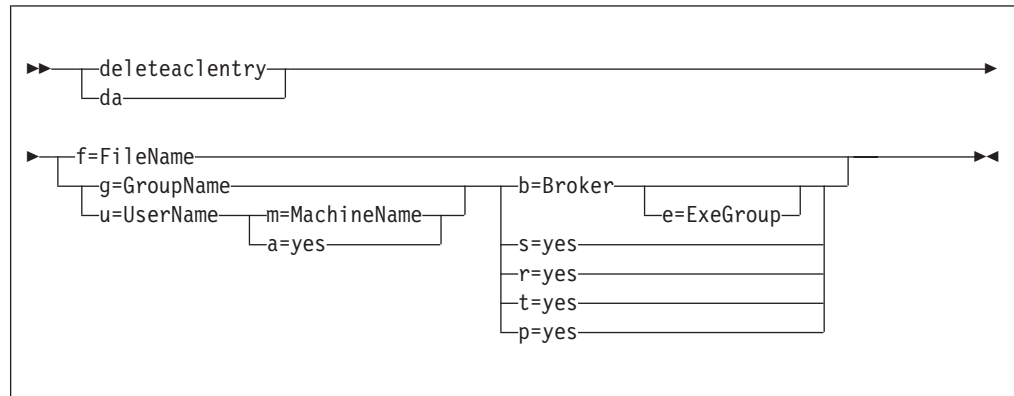 deleteaclentry
da
f=FileName
g=GroupName b=Broker
u=UserName m=MachineName e=ExeGroup
a=yes s=yes
r=yes
t=yes
p=yes